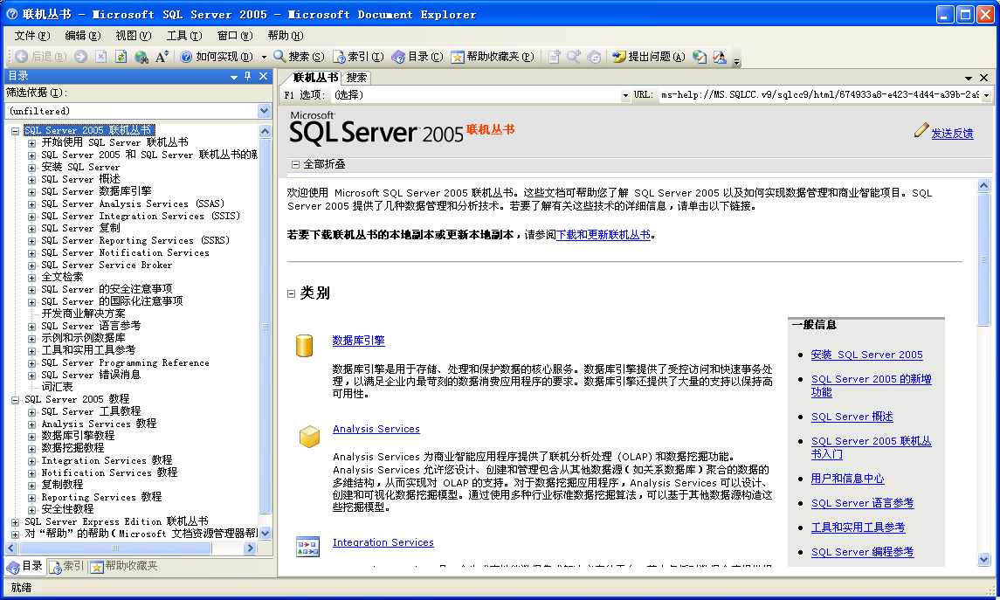 联机丛书 - Microsoft SQL Server 2005 - Microsoft Document Explorer
文件(F) 编辑(E) 视图(V) 工具(T) 窗口(W) 帮助(H)
后退(B) 如何实现(D) 搜索(S) 索引(I) 目录(C) 帮助收藏夹(P) 提出问题(A)
目录
筛选依据(I):
(unfiltered)
SQL Server 2005 联机丛书
开始使用 SQL Server 联机丛书
SQL Server 2005 和 SQL Server 联机丛书的新
安装 SQL Server
SQL Server 概述
SQL Server 数据库引擎
SQL Server Analysis Services (SSAS)
SQL Server Integration Services (SSIS)
SQL Server 复制
SQL Server Reporting Services (SSRS)
SQL Server Notification Services
SQL Server Service Broker
全文检索
SQL Server 的安全注意事项
SQL Server 的国际化注意事项
开发商业解决方案
SQL Server 语言参考
示例和示例数据库
工具和实用工具参考
SQL Server Programming Reference
SQL Server 错误消息
词汇表
SQL Server 2005 教程
SQL Server 工具教程
Analysis Services 教程
数据库引擎教程
数据挖掘教程
Integration Services 教程
Notification Services 教程
复制教程
Reporting Services 教程
安全性教程
SQL Server Express Edition 联机丛书
对“帮助”的帮助(Microsoft 文档资源管理器帮
目录 索引 帮助收藏夹
就绪
联机丛书 搜索
F1 选项: (选择) URL: ms-help://MS.SQLCC.v9/sqlcc9/html/674933a8-e423-4d44-a39b-2a
Microsoft
SQL Server 2005 联机丛书
发送反馈
全部折叠
欢迎使用 Microsoft SQL Server 2005 联机丛书。这些文档可帮助您了解 SQL Server 2005 以及如何实现数据管理和商业智能项目。SQL
Server 2005 提供了几种数据管理和分析技术。若要了解有关这些技术的详细信息,请单击以下链接。
若要下载联机丛书的本地副本或更新本地副本,请参阅下载和更新联机丛书。
类别
数据库引擎
数据库引擎是用于存储、处理和保护数据的核心服务。数据库引擎提供了受控访问和快速事务处
理,以满足企业内最苛刻的数据消费应用程序的要求。数据库引擎还提供了大量的支持以保持高
可用性。
Analysis Services
Analysis Services 为商业智能应用程序提供了联机分析处理 (OLAP) 和数据挖掘功能。
Analysis Services 允许您设计、创建和管理包含从其他数据源(如关系数据库)聚合的数据的
多维结构,从而实现对 OLAP 的支持。对于数据挖掘应用程序,Analysis Services 可以设计、
创建和可视化数据挖掘模型。通过使用多种行业标准数据挖掘算法,可以基于其他数据源构造这
些挖掘模型。
Integration Services
一般信息
安装 SQL Server 2005
SQL Server 2005 的新增
功能
SQL Server 概述
SQL Server 2005 联机丛
书入门
用户和信息中心
SQL Server 语言参考
工具和实用工具参考
SQL Server 编程参考